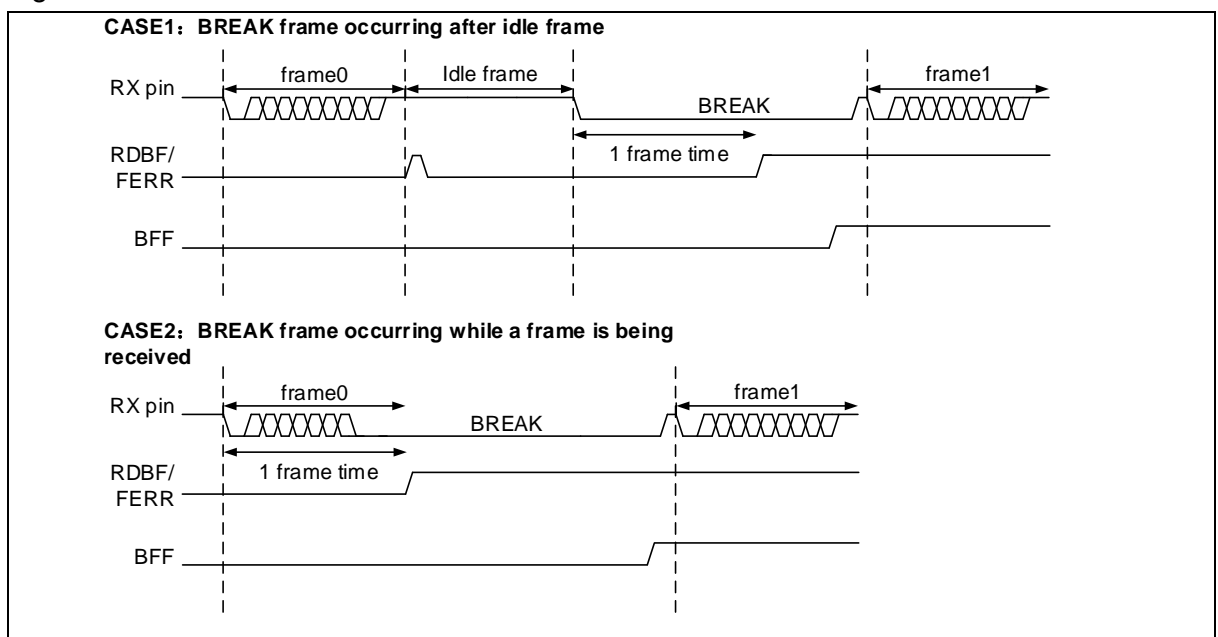 CASE1：BREAK frame occurring after idle frame
RX pin
frame0
Idle frame
BREAK
frame1
1 frame time
RDBF/
FERR
BFF
CASE2：BREAK frame occurring while a frame is being
received
RX pin
frame0
BREAK
frame1
1 frame time
RDBF/
FERR
BFF